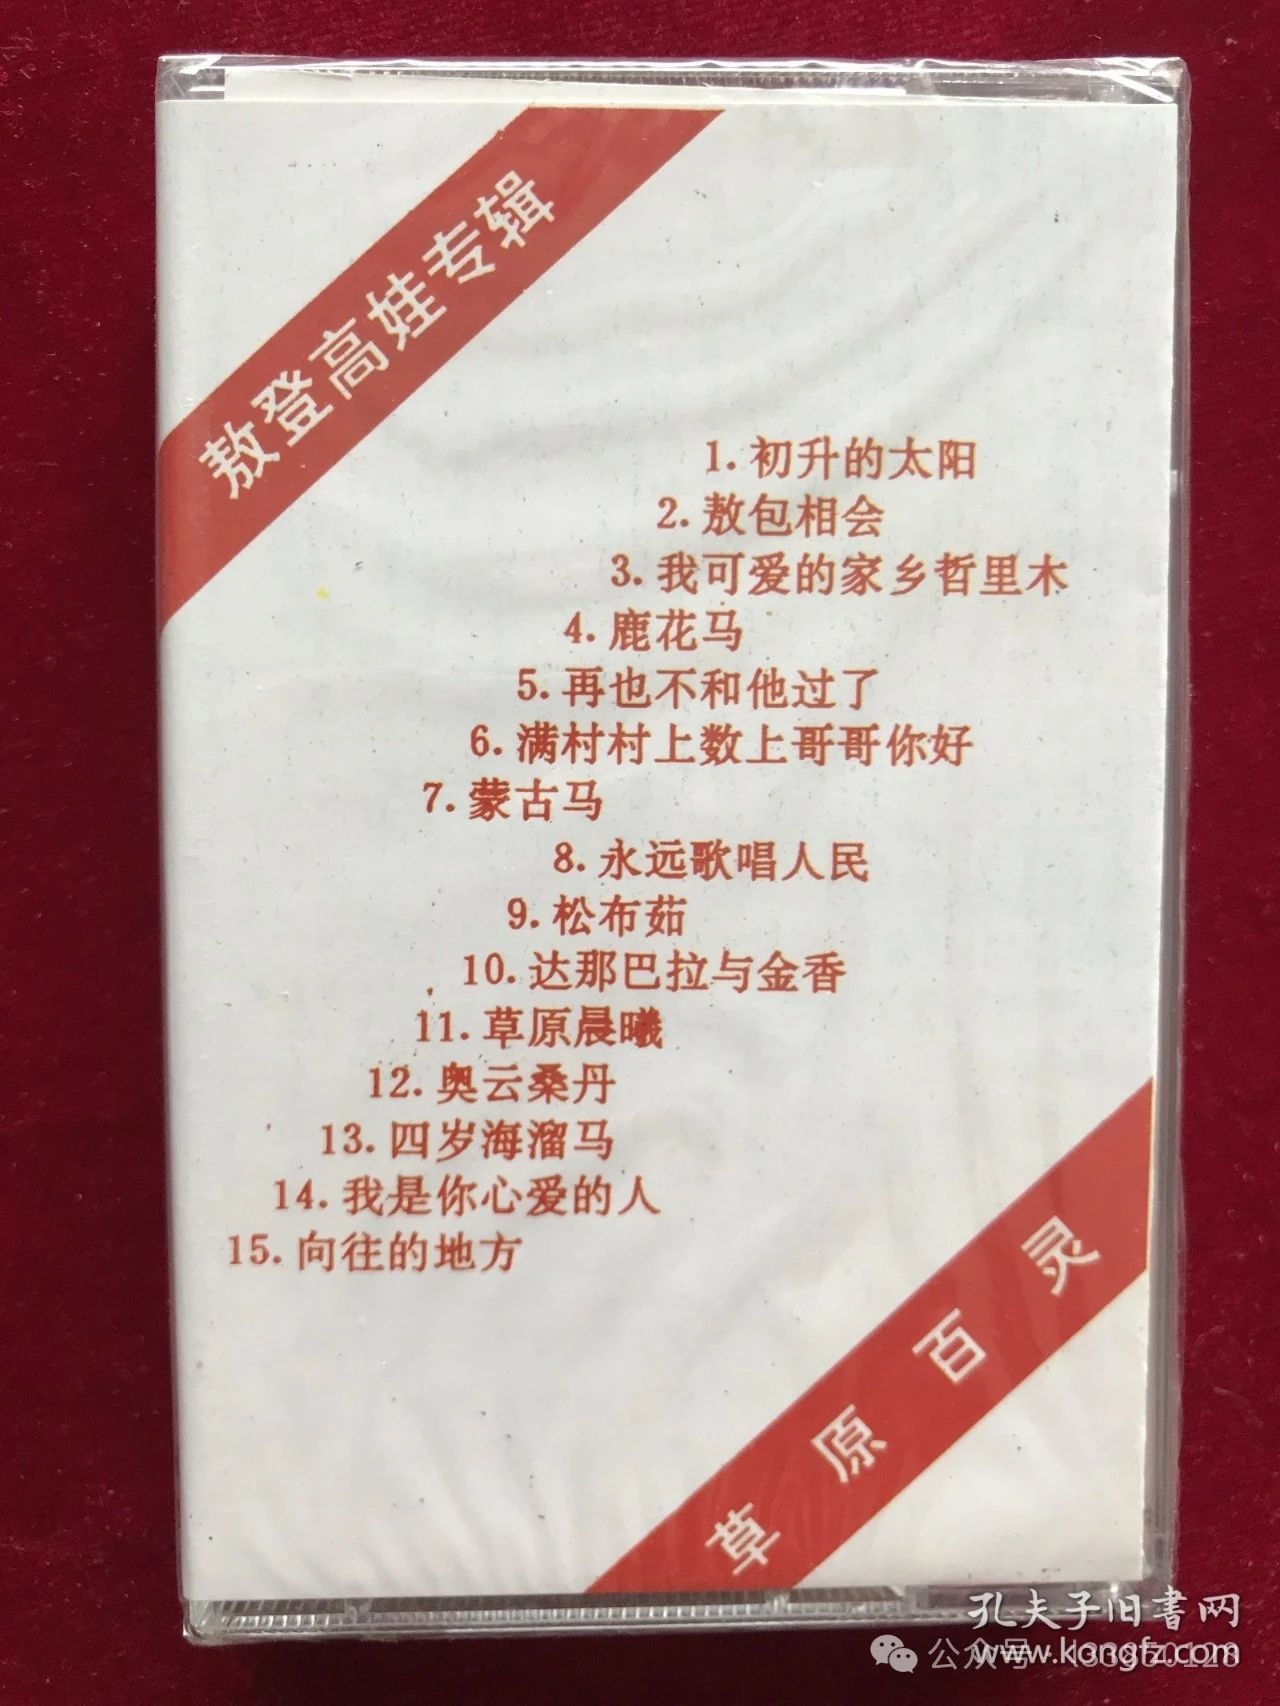 敖登高娃专辑
1.初升的太阳
2.敖包相会
3.我可爱的家乡哲里木
4.鹿花马
5.再也不和他过了
6.满村村上数上哥哥你好
7.蒙古马
8.永远歌唱人民
9.松布茹
10.达那巴拉与金香
11.草原晨曦
12.奥云桑丹
13.四岁海溜马
14.我是你心爱的人
15.向往的地方
草原百灵
孔夫子旧书网
www.kongfz.com
公众号